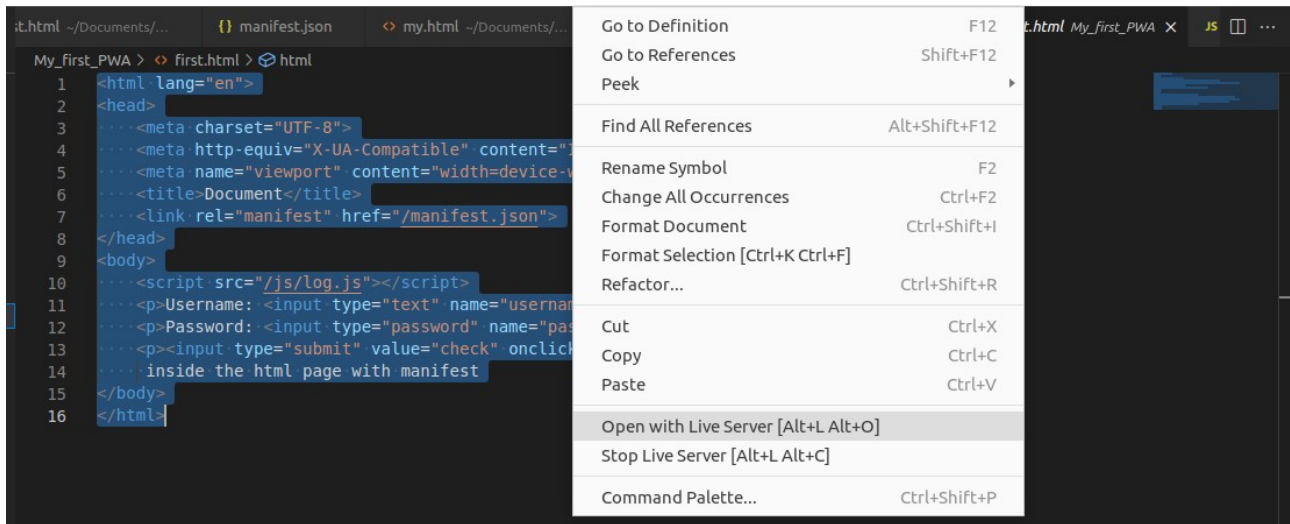 st.html ~/Documents/... {} manifest.json <> my.html ~/Documents/... t.html My_first_PWA X JS ...
My_first_PWA > <> first.html > html
1 <html lang="en">
2 <head>
3 <meta charset="UTF-8">
4 <meta http-equiv="X-UA-Compatible" content="
5 <meta name="viewport" content="width=device-w
6 <title>Document</title>
7 <link rel="manifest" href="/manifest.json">
8 </head>
9 <body>
10 <script src="/js/log.js"></script>
11 <p>Username: <input type="text" name="usernam
12 <p>Password: <input type="password" name="pas
13 <p><input type="submit" value="check" onclick
14 inside the html page with manifest
15 </body>
16 </html>
Go to Definition F12
Go to References Shift+F12
Peek
Find All References Alt+Shift+F12
Rename Symbol F2
Change All Occurrences Ctrl+F2
Format Document Ctrl+Shift+I
Format Selection [Ctrl+K Ctrl+F]
Refactor... Ctrl+Shift+R
Cut Ctrl+X
Copy Ctrl+C
Paste Ctrl+V
Open with Live Server [Alt+L Alt+O]
Stop Live Server [Alt+L Alt+C]
Command Palette... Ctrl+Shift+P